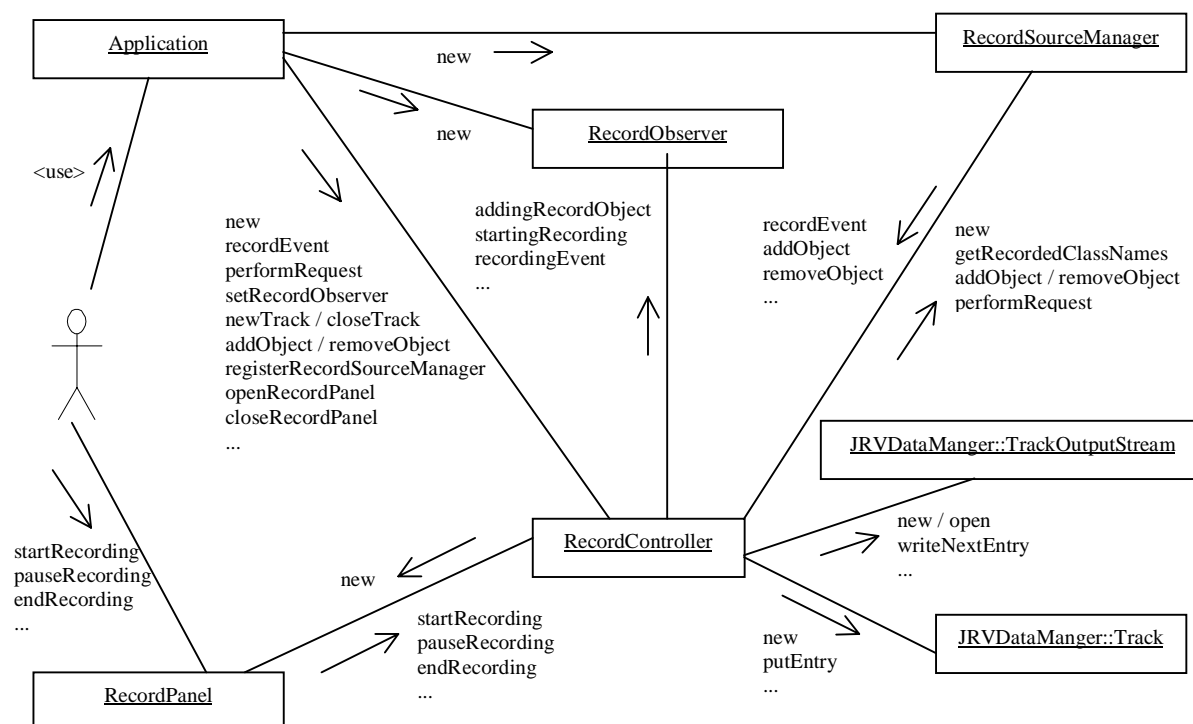 Application
RecordSourceManager
new
new
RecordObserver
<use>
new
recordEvent
performRequest
setRecordObserver
newTrack / closeTrack
addObject / removeObject
registerRecordSourceManager
openRecordPanel
closeRecordPanel
...
addingRecordObject
startingRecording
recordingEvent
...
recordEvent
addObject
removeObject
...
new
getRecordedClassNames
addObject / removeObject
performRequest
JRVDataManger::TrackOutputStream
new / open
writeNextEntry
...
RecordController
startRecording
pauseRecording
endRecording
...
new
startRecording
pauseRecording
endRecording
...
new
putEntry
...
JRVDataManger::Track
RecordPanel